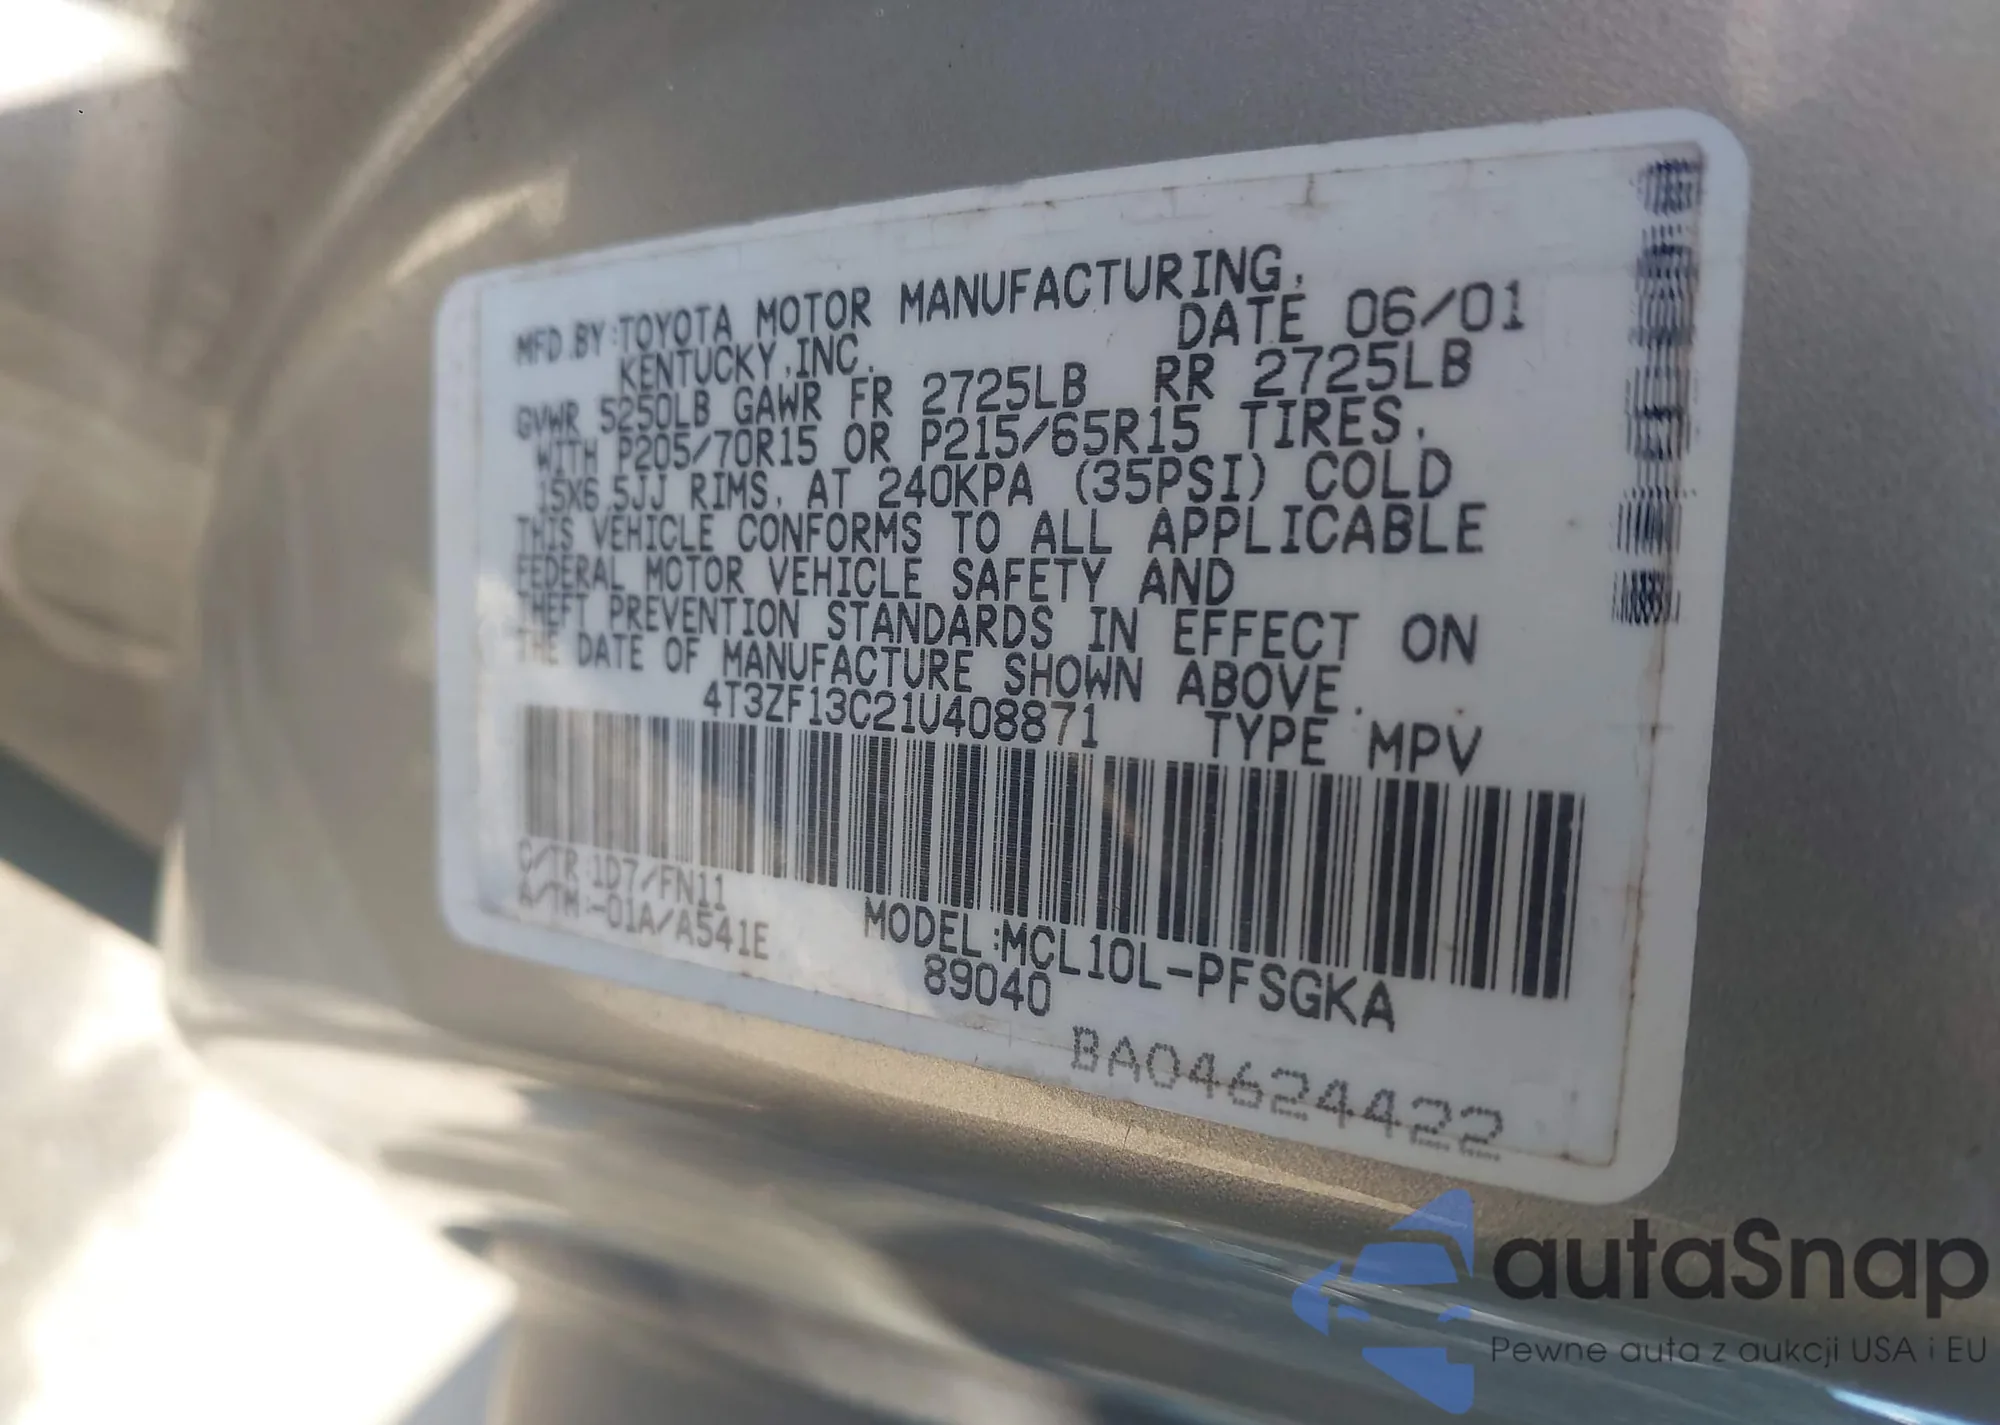 MFD.BY:TOYOTA MOTOR MANUFACTURING,
KENTUCKY,INC. DATE 06/01
GVWR 5250LB GAWR FR 2725LB RR 2725LB
WITH P205/70R15 OR P215/65R15 TIRES,
15X6.5JJ RIMS, AT 240KPA (35PSI) COLD
THIS VEHICLE CONFORMS TO ALL APPLICABLE
FEDERAL MOTOR VEHICLE SAFETY AND
THEFT PREVENTION STANDARDS IN EFFECT ON
THE DATE OF MANUFACTURE SHOWN ABOVE.
4T3ZF13C21U408871 TYPE MPV
C/TR:1D7/FN11
A/TM:-01A/A541E
MODEL:MCL10L-PFSGKA
89040
BA04624422
autaSnap
Pewne auta z aukcji USA i EU